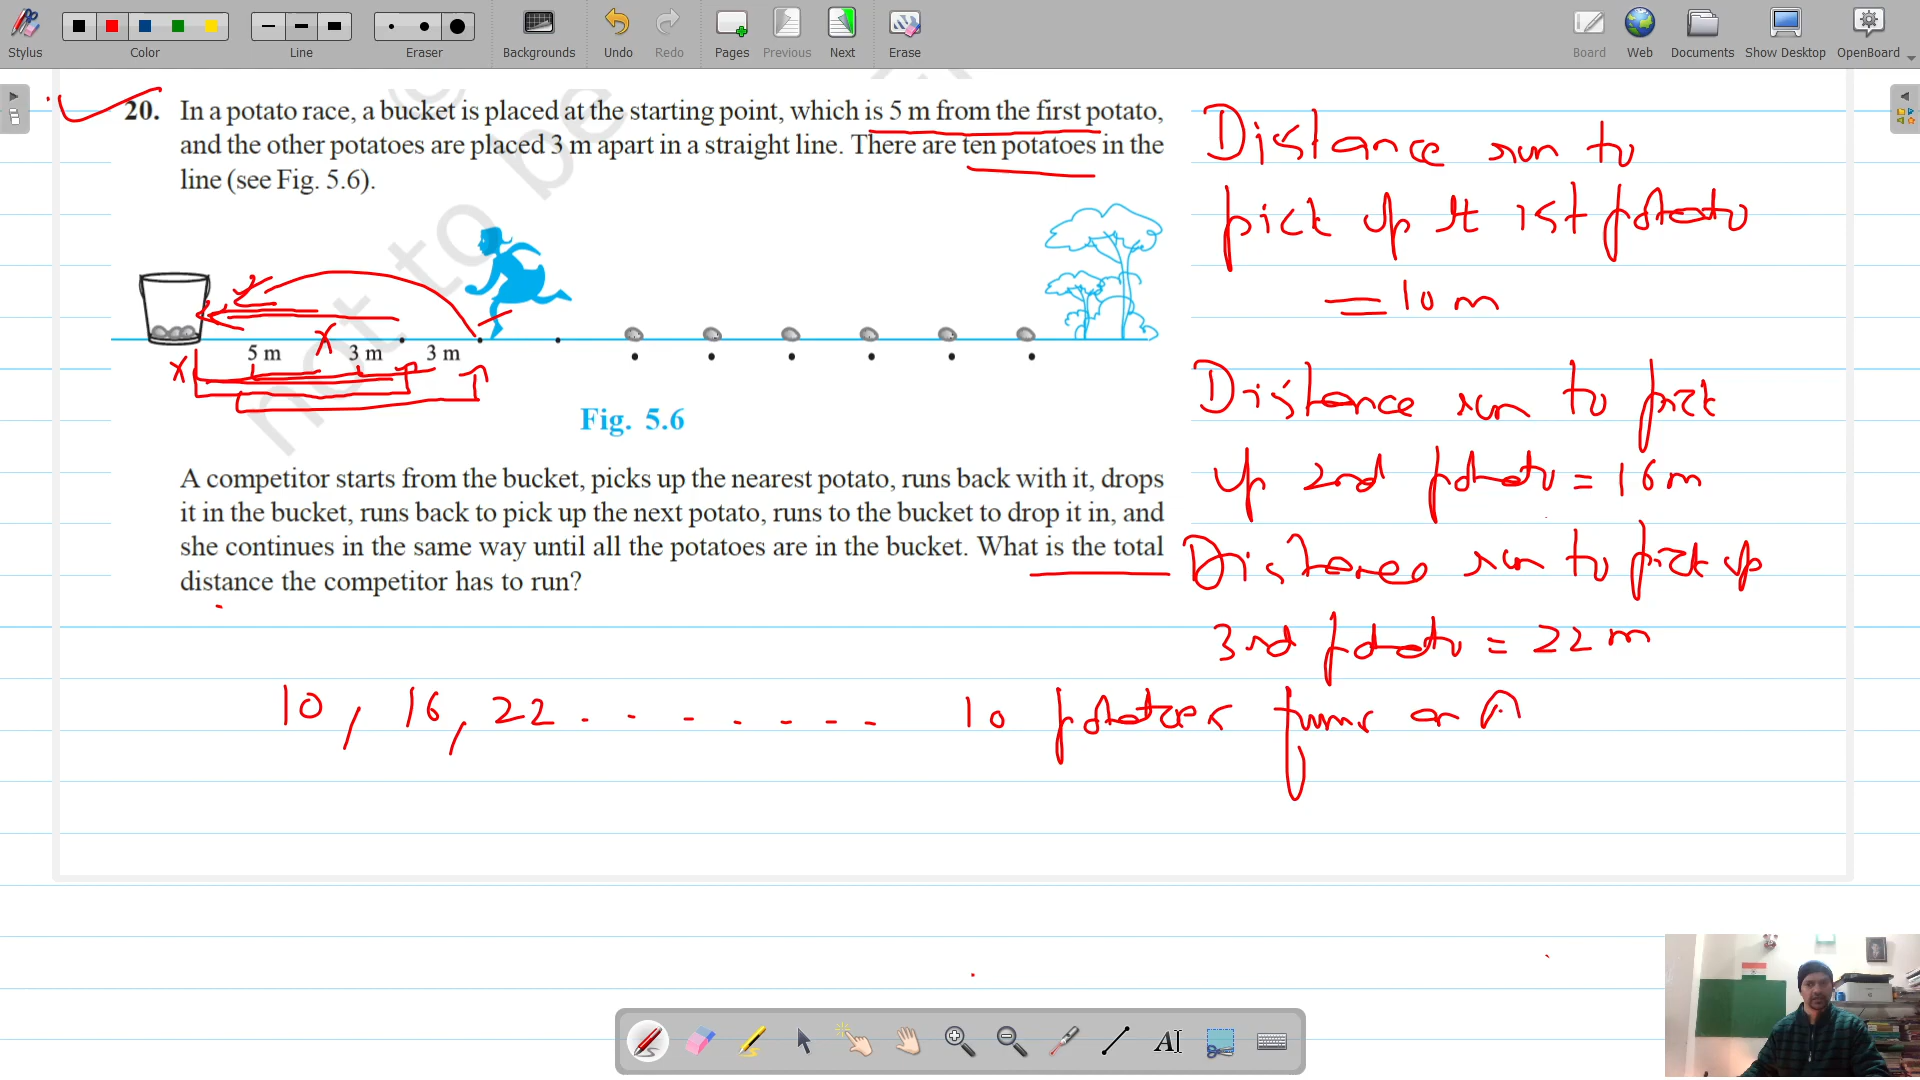 Stylus
Color
Line
Eraser
Backgrounds
Undo
Redo
Pages
Previous
Next
Erase
Board
Web
Documents
Show Desktop
OpenBoard
20. In a potato race, a bucket is placed at the starting point, which is 5 m from the first potato,
and the other potatoes are placed 3 m apart in a straight line. There are ten potatoes in the
line (see Fig. 5.6).
not to be
5 m
3 m
3 m
Fig. 5.6
A competitor starts from the bucket, picks up the nearest potato, runs back with it, drops
it in the bucket, runs back to pick up the next potato, runs to the bucket to drop it in, and
she continues in the same way until all the potatoes are in the bucket. What is the total
distance the competitor has to run?
Distance run to
pick up 1st potato
= 10 m
Distance run to pick
up 2nd potato = 16 m
Distance run to pick up
3rd potato = 22 m
10, 16, 22 . . . . . . . 10 potatoes forms an A